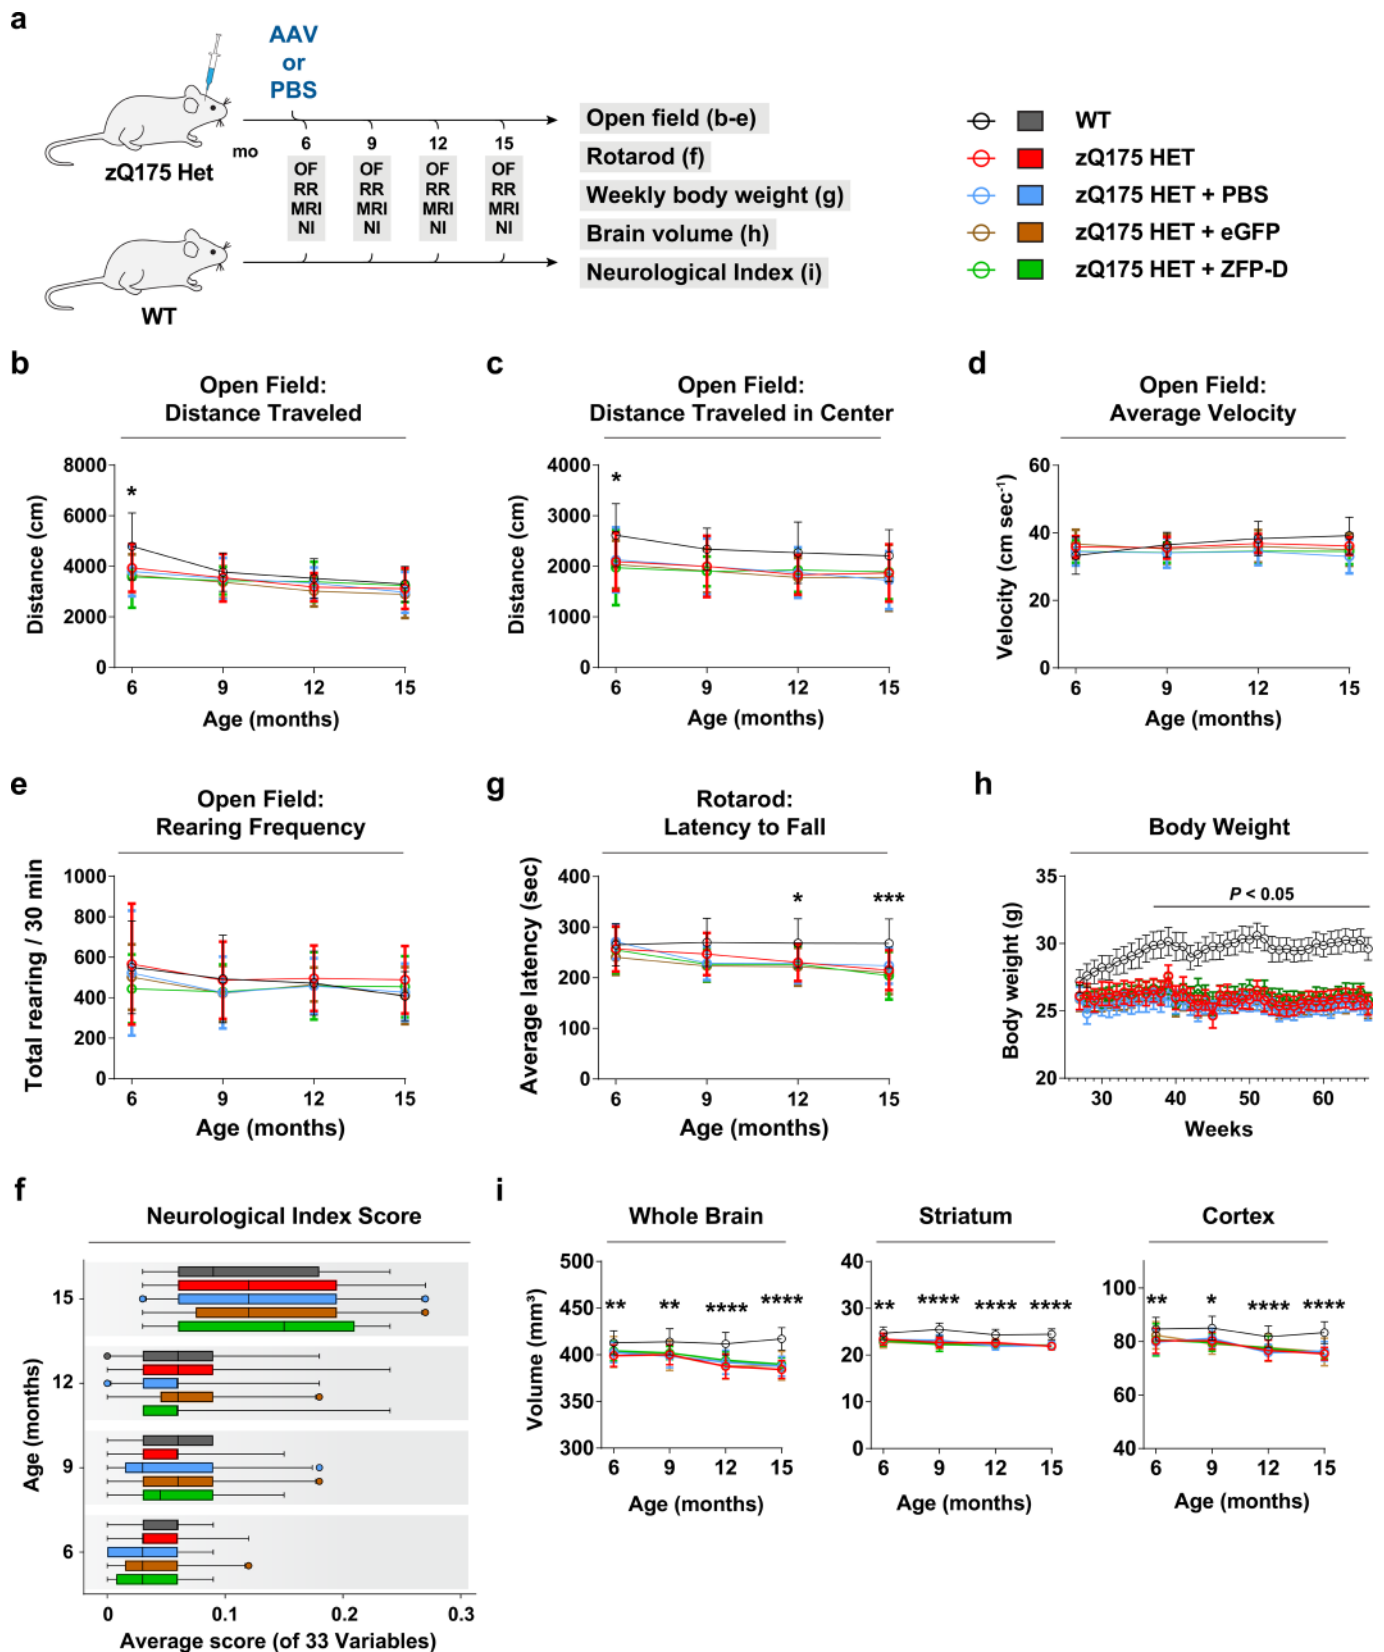 a
AAV
or
PBS
zQ175 Het
mo
6
9
12
15
OF
RR
MRI
NI
OF
RR
MRI
NI
OF
RR
MRI
NI
OF
RR
MRI
NI
WT
Open field (b-e)
Rotarod (f)
Weekly body weight (g)
Brain volume (h)
Neurological Index (i)
WT
zQ175 HET
zQ175 HET + PBS
zQ175 HET + eGFP
zQ175 HET + ZFP-D
b
Open Field:
Distance Traveled
Distance (cm)
8000
6000
4000
2000
0
*
6 9 12 15
Age (months)
c
Open Field:
Distance Traveled in Center
Distance (cm)
4000
3000
2000
1000
0
*
6 9 12 15
Age (months)
d
Open Field:
Average Velocity
Velocity (cm sec⁻¹)
60
40
20
0
6 9 12 15
Age (months)
e
Open Field:
Rearing Frequency
Total rearing / 30 min
1000
800
600
400
200
0
6 9 12 15
Age (months)
g
Rotarod:
Latency to Fall
Average latency (sec)
400
300
200
100
0
* ***
6 9 12 15
Age (months)
h
Body Weight
Body weight (g)
35
30
25
20
P < 0.05
30 40 50 60
Weeks
f
Neurological Index Score
Age (months)
15
12
9
6
0 0.1 0.2 0.3
Average score (of 33 Variables)
i
Whole Brain
Volume (mm³)
500
450
400
350
300
** ** **** ****
6 9 12 15
Age (months)
Striatum
40
30
20
10
0
** **** **** ****
6 9 12 15
Age (months)
Cortex
100
80
60
40
** * **** ****
6 9 12 15
Age (months)